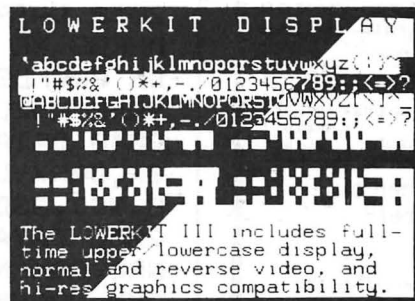 LOWERKIT DISPLAY
`abcdefghijklmnopqrstuvwxyz{|}~
!"#$%&'()*+,-./0123456789:;<=>?
@ABCDEFGHIJKLMNOPQRSTUVWXYZ[\]^
!"#$%&'()*+,-./0123456789:;<=>?
The LOWERKIT III includes full-
time upper/lowercase display,
normal and reverse video, and
hi-res graphics compatibility.